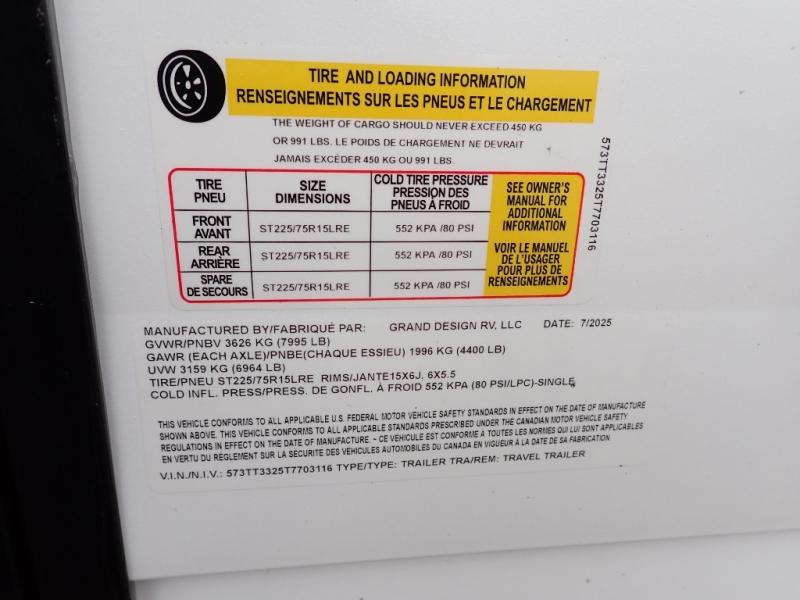 TIRE AND LOADING INFORMATION
RENSEIGNEMENTS SUR LES PNEUS ET LE CHARGEMENT
THE WEIGHT OF CARGO SHOULD NEVER EXCEED 450 KG
OR 991 LBS. LE POIDS DE CHARGEMENT NE DEVRAIT
JAMAIS EXCÉDER 450 KG OU 991 LBS.
573TT3325T7703116
TIRE
PNEU
SIZE
DIMENSIONS
COLD TIRE PRESSURE
PRESSION DES
PNEUS À FROID
FRONT
AVANT
ST225/75R15LRE
552 KPA /80 PSI
REAR
ARRIÈRE
ST225/75R15LRE
552 KPA /80 PSI
SPARE
DE SECOURS
ST225/75R15LRE
552 KPA /80 PSI
SEE OWNER'S
MANUAL FOR
ADDITIONAL
INFORMATION
VOIR LE MANUEL
DE L'USAGER
POUR PLUS DE
RENSEIGNEMENTS
MANUFACTURED BY/FABRIQUÉ PAR: GRAND DESIGN RV, LLC DATE: 7/2025
GVWR/PNBV 3626 KG (7995 LB)
GAWR (EACH AXLE)/PNBE(CHAQUE ESSIEU) 1996 KG (4400 LB)
UVW 3159 KG (6964 LB)
TIRE/PNEU ST225/75R15LRE RIMS/JANTE15X6J, 6X5.5
COLD INFL. PRESS/PRESS. DE GONFL. À FROID 552 KPA (80 PSI/LPC)-SINGLE
THIS VEHICLE CONFORMS TO ALL APPLICABLE U.S. FEDERAL MOTOR VEHICLE SAFETY STANDARDS IN EFFECT ON THE DATE OF MANUFACTURE
SHOWN ABOVE. THIS VEHICLE CONFORMS TO ALL APPLICABLE STANDARDS PRESCRIBED UNDER THE CANADIAN MOTOR VEHICLE SAFETY
REGULATIONS IN EFFECT ON THE DATE OF MANUFACTURE. ~ CE VÉHICULE EST CONFORME À TOUTES LES NORMES QUI LUI SONT APPLICABLES
EN VERTU DU RÈGLEMENT SUR LA SÉCURITÉ DES VÉHICULES AUTOMOBILES DU CANADA EN VIGUEUR À LA DATE DE SA FABRICATION.
V.I.N./N.I.V.: 573TT3325T7703116 TYPE/TYPE: TRAILER TRA/REM: TRAVEL TRAILER